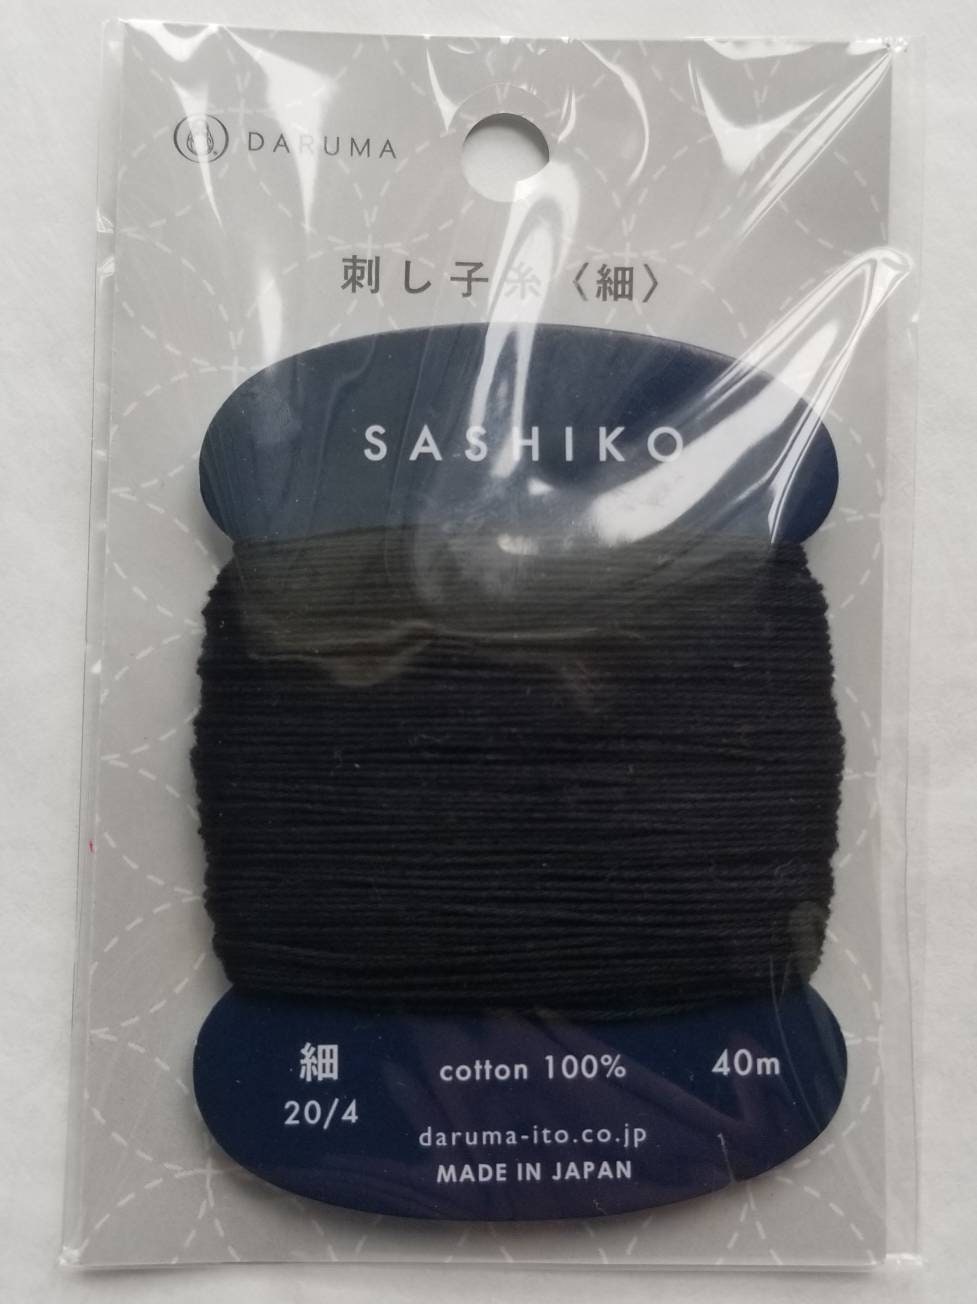 DARUMA
刺し子糸〈細〉
SASHIKO
細 cotton 100% 40m
20/4
daruma-ito.co.jp
MADE IN JAPAN